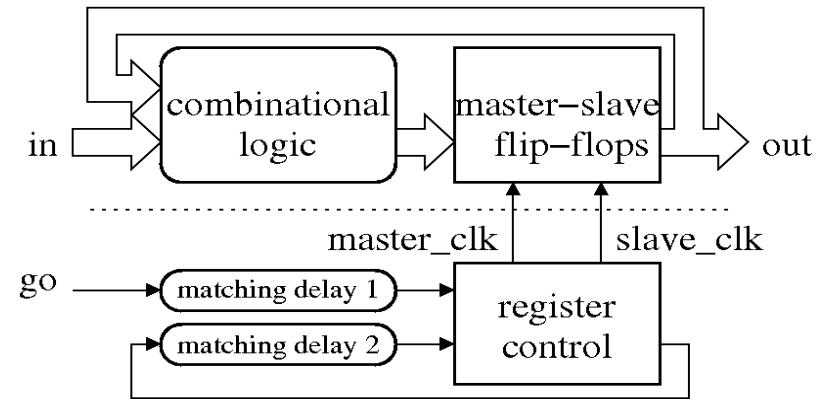 combinational
logic
master–slave
flip–flops
in
out
master_clk
slave_clk
go
matching delay 1
matching delay 2
register
control